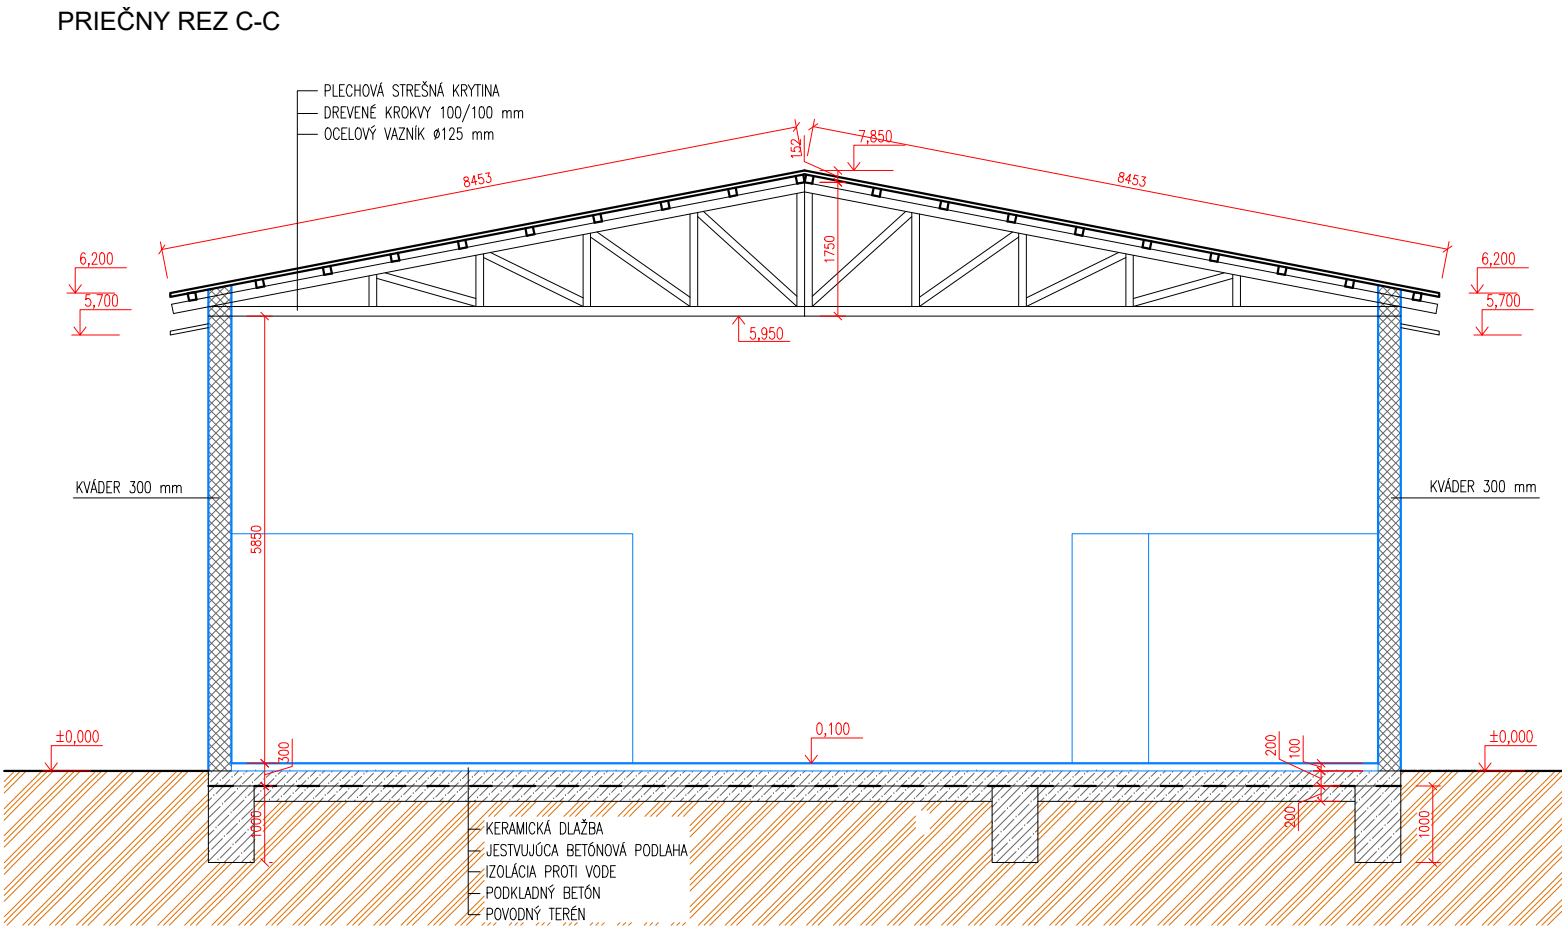 PRIEČNY REZ C-C
PLECHOVÁ STREŠNÁ KRYTINA
DREVENÉ KROKVY 100/100 mm
OCELOVÝ VAZNÍK ø125 mm
152
7,850
8453
8453
1750
6,200
6,200
5,700
5,700
5,950
KVÁDER 300 mm
KVÁDER 300 mm
5850
±0,000
0,100
±0,000
300
200
100
1000
200
1000
KERAMICKÁ DLAŽBA
JESTVUJÚCA BETÓNOVÁ PODLAHA
IZOLÁCIA PROTI VODE
PODKLADNÝ BETÓN
POVODNÝ TERÉN